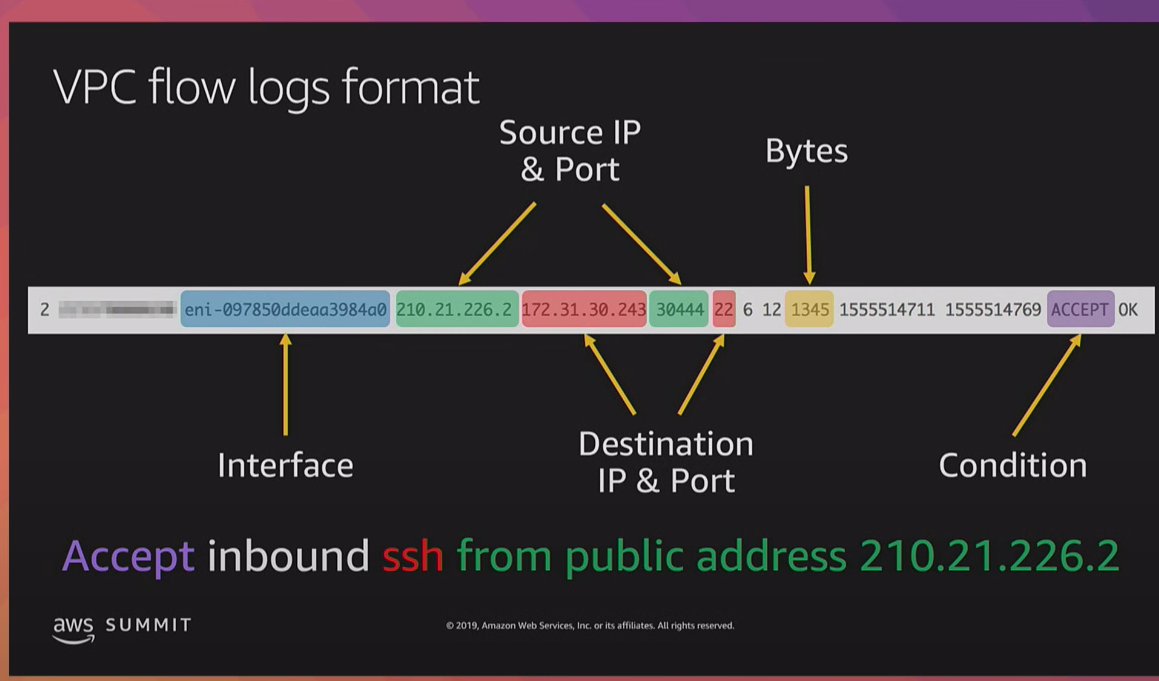 VPC flow logs format
Source IP
& Port
Bytes
2 eni-097850ddeaa3984a0 210.21.226.2 172.31.30.243 30444 22 6 12 1345 1555514711 1555514769 ACCEPT OK
Interface
Destination
IP & Port
Condition
Accept inbound ssh from public address 210.21.226.2
aws SUMMIT
© 2019, Amazon Web Services, Inc. or its affiliates. All rights reserved.